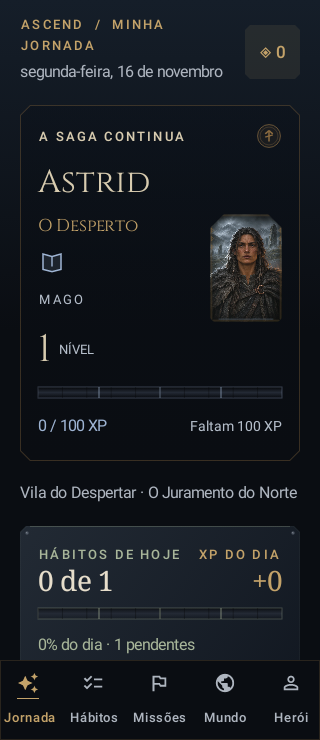 ASCEND / MINHA
JORNADA
segunda-feira, 16 de novembro
0
A SAGA CONTINUA
ASTRID
O DESPERTO
MAGO
1 NÍVEL
0 / 100 XP
Faltam 100 XP
Vila do Despertar · O Juramento do Norte
HÁBITOS DE HOJE
XP DO DIA
0 de 1
+0
0% do dia · 1 pendentes
Jornada
Hábitos
Missões
Mundo
Herói